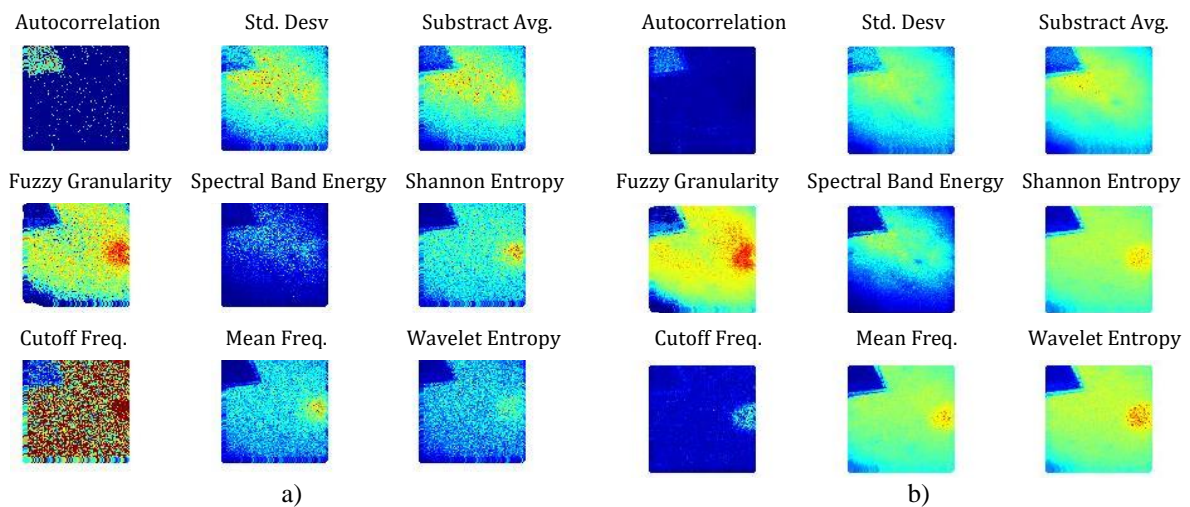 Autocorrelation Std. Desv Substract Avg. Autocorrelation Std. Desv Substract Avg.
Fuzzy Granularity Spectral Band Energy Shannon Entropy Fuzzy Granularity Spectral Band Energy Shannon Entropy
Cutoff Freq. Mean Freq. Wavelet Entropy Cutoff Freq. Mean Freq. Wavelet Entropy
a) b)